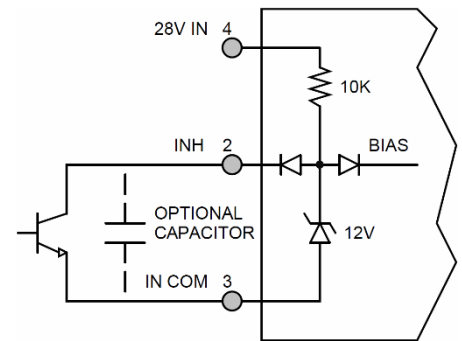 28V IN 4
10K
INH 2
BIAS
OPTIONAL
CAPACITOR
12V
IN COM 3